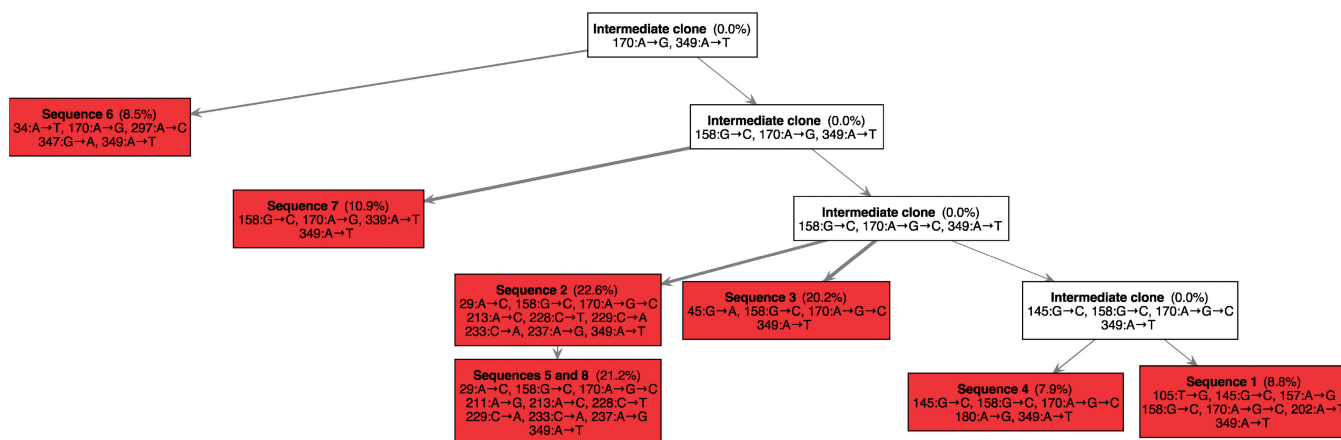 Intermediate clone (0.0%)
170:A→G, 349:A→T
Sequence 6 (8.5%)
34:A→T, 170:A→G, 297:A→C
347:G→A, 349:A→T
Intermediate clone (0.0%)
158:G→C, 170:A→G, 349:A→T
Sequence 7 (10.9%)
158:G→C, 170:A→G, 339:A→T
349:A→T
Intermediate clone (0.0%)
158:G→C, 170:A→G→C, 349:A→T
Sequence 2 (22.6%)
29:A→C, 158:G→C, 170:A→G→C
213:A→C, 228:C→T, 229:C→A
233:C→A, 237:A→G, 349:A→T
Sequence 3 (20.2%)
45:G→A, 158:G→C, 170:A→G→C
349:A→T
Intermediate clone (0.0%)
145:G→C, 158:G→C, 170:A→G→C
349:A→T
Sequences 5 and 8 (21.2%)
29:A→C, 158:G→C, 170:A→G→C
211:A→G, 213:A→C, 228:C→T
229:C→A, 233:C→A, 237:A→G
349:A→T
Sequence 4 (7.9%)
145:G→C, 158:G→C, 170:A→G→C
180:A→G, 349:A→T
Sequence 1 (8.8%)
105:T→G, 145:G→C, 157:A→G
158:G→C, 170:A→G→C, 202:A→T
349:A→T